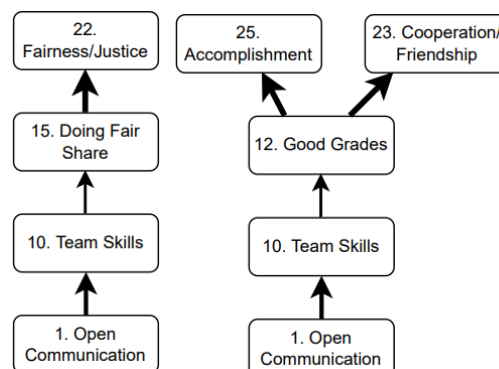 22.
Fairness/Justice
25.
Accomplishment
23. Cooperation/
Friendship
15. Doing Fair
Share
12. Good Grades
10. Team Skills
10. Team Skills
1. Open
Communication
1. Open
Communication